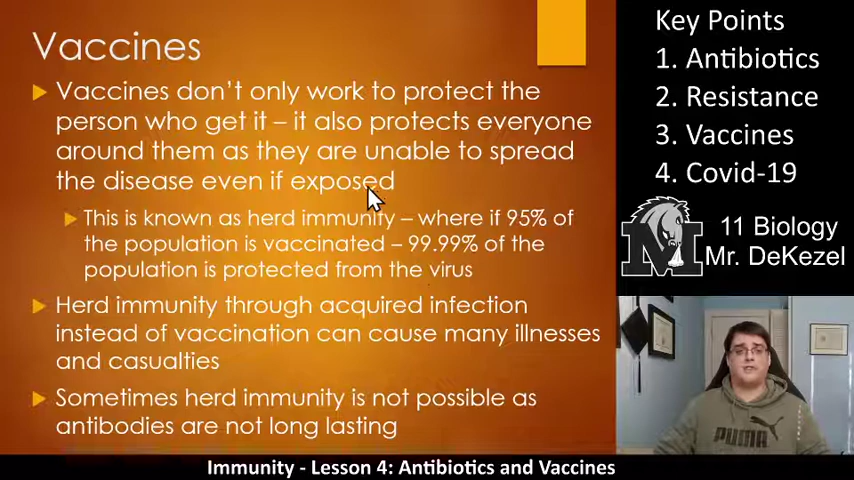 Vaccines
Vaccines don't only work to protect the
person who get it – it also protects everyone
around them as they are unable to spread
the disease even if exposed
This is known as herd immunity – where if 95% of
the population is vaccinated – 99.99% of the
population is protected from the virus
Herd immunity through acquired infection
instead of vaccination can cause many illnesses
and casualties
Sometimes herd immunity is not possible as
antibodies are not long lasting
Key Points
1. Antibiotics
2. Resistance
3. Vaccines
4. Covid-19
M
11 Biology
Mr. DeKezel
PUMA
Immunity - Lesson 4: Antibiotics and Vaccines